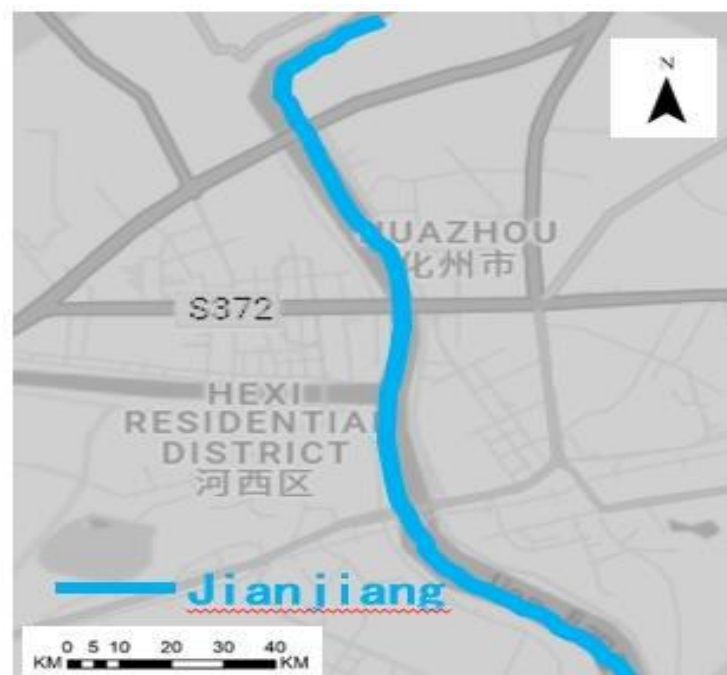 N
HUAZHOU
化州市
S372
HEXI
RESIDENTIAL
DISTRICT
河西区
Jianjiang
0 5 10 20 30 40
KM KM